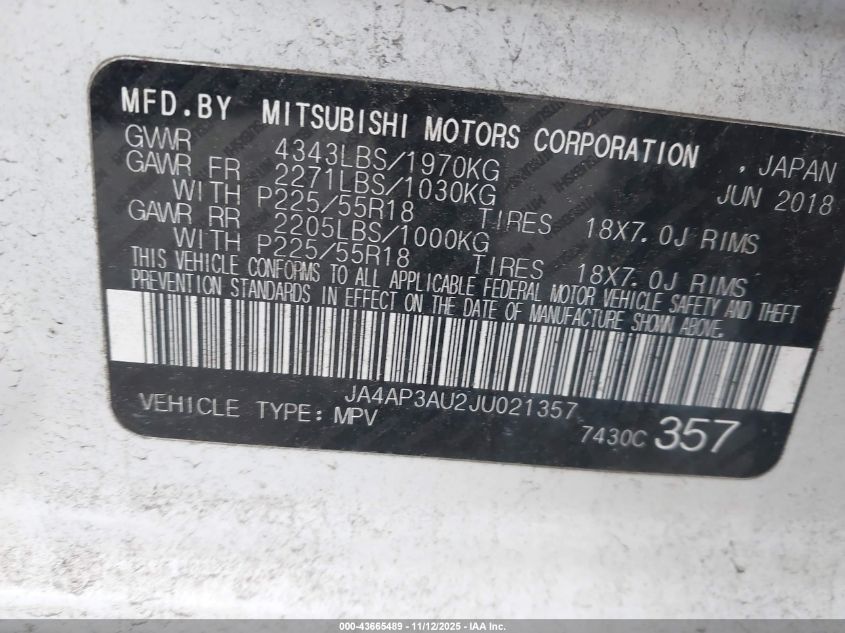 MFD.BY MITSUBISHI MOTORS CORPORATION , JAPAN
GVWR 4343LBS/1970KG JUN 2018
GAWR FR 2271LBS/1030KG
WITH P225/55R18 TIRES 18X7.0J RIMS
GAWR RR 2205LBS/1000KG
WITH P225/55R18 TIRES 18X7.0J RIMS
THIS VEHICLE CONFORMS TO ALL APPLICABLE FEDERAL MOTOR VEHICLE SAFETY AND THEFT
PREVENTION STANDARDS IN EFFECT ON THE DATE OF MANUFACTURE SHOWN ABOVE.
JA4AP3AU2JU021357
VEHICLE TYPE: MPV 7430C 357
000-43665489 - 11/12/2025 - IAA Inc.